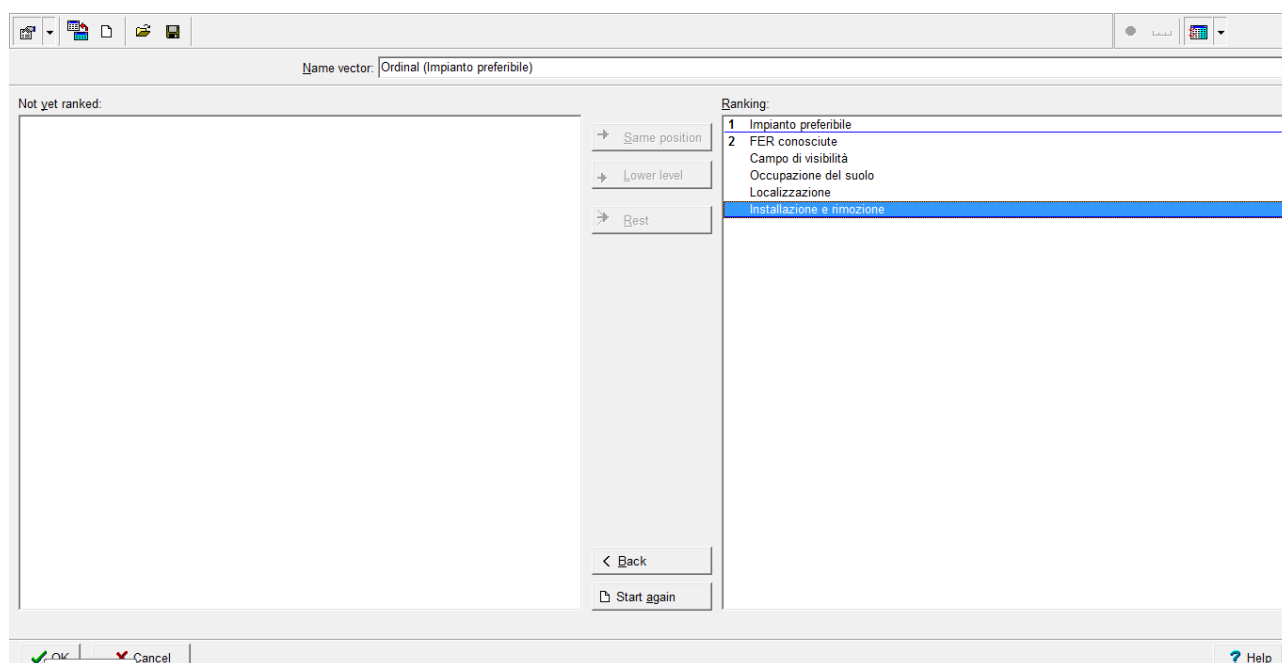 Name vector: Ordinal (Impianto preferibile)
Not yet ranked:
Ranking:
Same position
Lower level
Rest
< Back
Start again
1 Impianto preferibile
2 FER conosciute
Campo di visibilità
Occupazione del suolo
Localizzazione
Installazione e rimozione
OK
Cancel
? Help